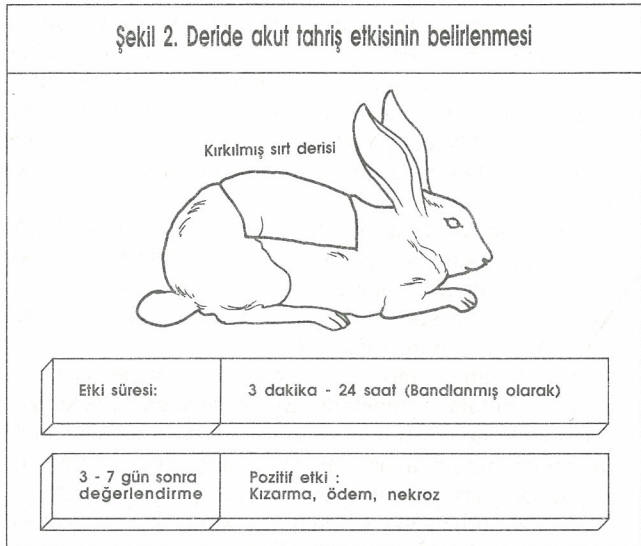 Şekil 2. Deride akut tahriş etkisinin belirlenmesi
Kırkılmış sırt derisi
Etki süresi:
3 dakika - 24 saat (Bandlanmış olarak)
3 - 7 gün sonra
değerlendirme
Pozitif etki :
Kızarma, ödem, nekroz